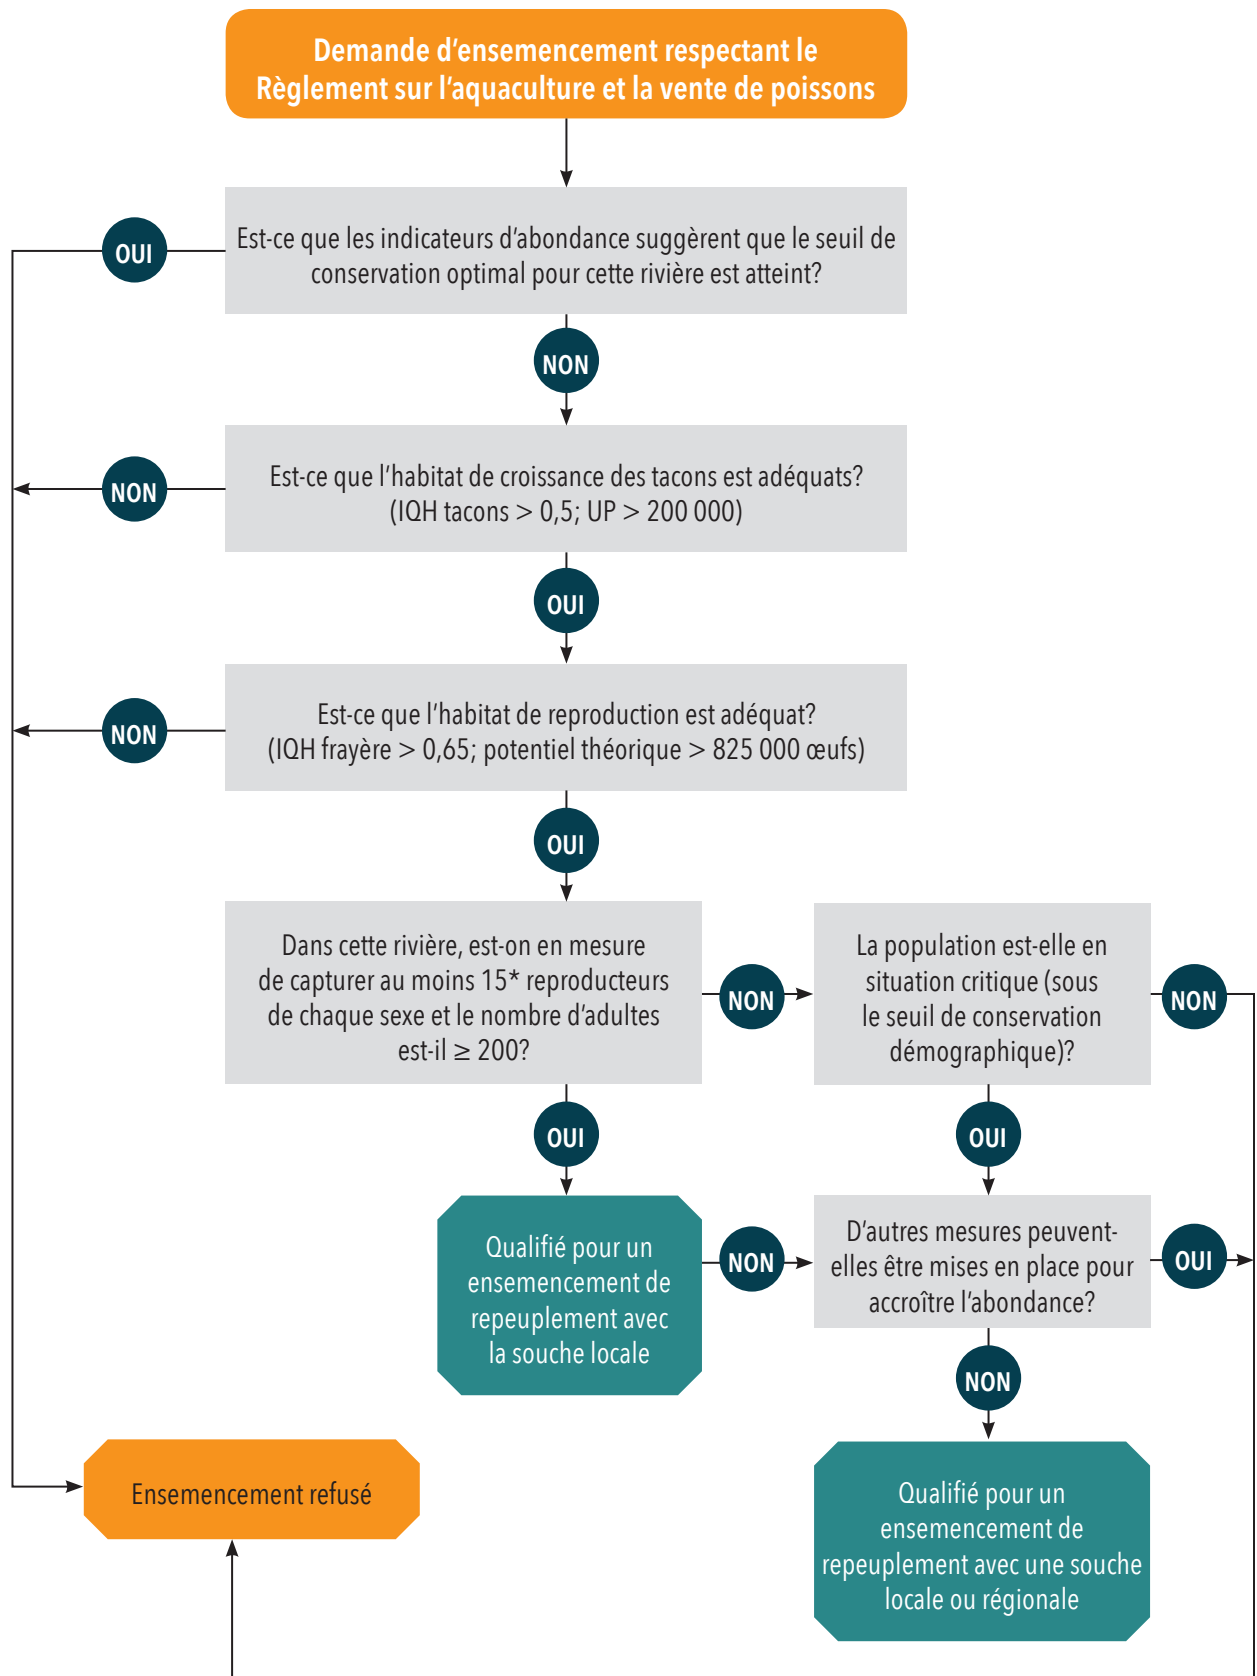 Demande d'ensemencement respectant le
Règlement sur l'aquaculture et la vente de poissons
OUI
Est-ce que les indicateurs d'abondance suggèrent que le seuil de
conservation optimal pour cette rivière est atteint?
NON
NON
Est-ce que l'habitat de croissance des tacons est adéquats?
(IQH tacons > 0,5; UP > 200 000)
OUI
NON
Est-ce que l'habitat de reproduction est adéquat?
(IQH frayère > 0,65; potentiel théorique > 825 000 œufs)
OUI
Dans cette rivière, est-on en mesure
de capturer au moins 15* reproducteurs
de chaque sexe et le nombre d'adultes
est-il ≥ 200?
NON
La population est-elle en
situation critique (sous
le seuil de conservation
démographique)?
NON
OUI
OUI
Qualifié pour un
ensemencement de
repeuplement avec
la souche locale
NON
D'autres mesures peuvent-
elles être mises en place pour
accroître l'abondance?
OUI
NON
Ensemencement refusé
Qualifié pour un
ensemencement de
repeuplement avec une souche
locale ou régionale